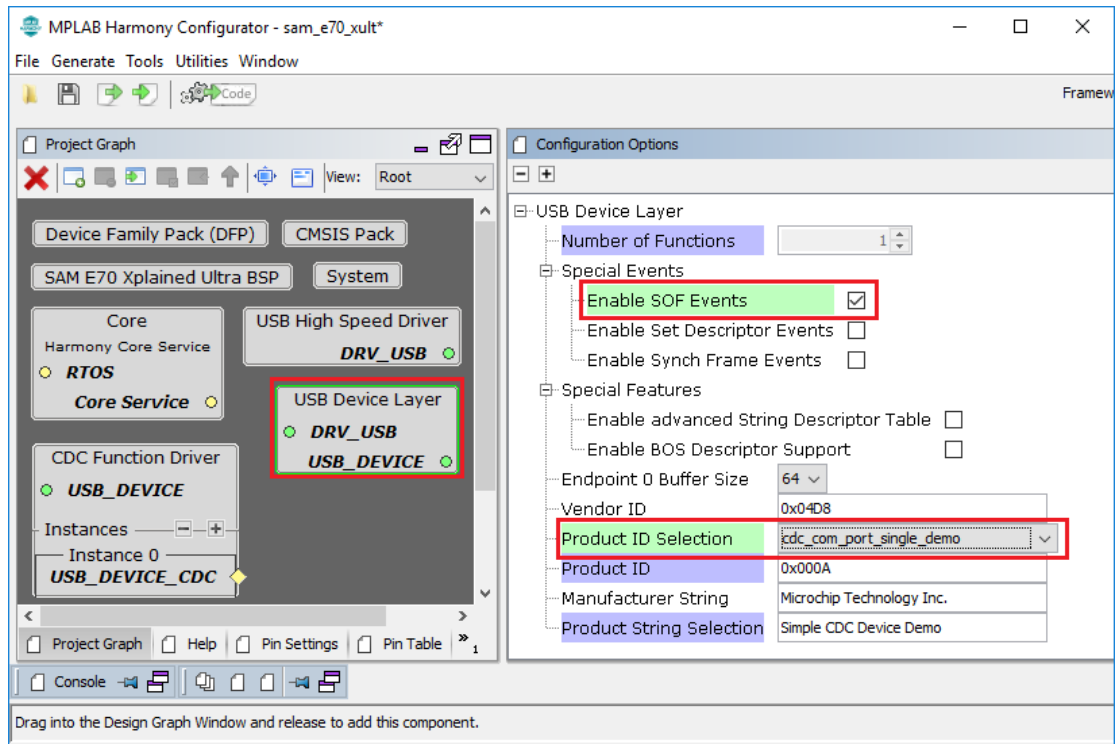 MPLAB Harmony Configurator - sam_e70_xult*
File Generate Tools Utilities Window
Code
Framew
Project Graph
View: Root
Device Family Pack (DFP) CMSIS Pack
SAM E70 Xplained Ultra BSP System
Core
Harmony Core Service
RTOS
Core Service
USB High Speed Driver
DRV_USB
USB Device Layer
DRV_USB
USB_DEVICE
CDC Function Driver
USB_DEVICE
Instances
Instance 0
USB_DEVICE_CDC
Project Graph Help Pin Settings Pin Table » 1
Configuration Options
USB Device Layer
Number of Functions 1
Special Events
Enable SOF Events
Enable Set Descriptor Events
Enable Synch Frame Events
Special Features
Enable advanced String Descriptor Table
Enable BOS Descriptor Support
Endpoint 0 Buffer Size 64
Vendor ID 0x04D8
Product ID Selection cdc_com_port_single_demo
Product ID 0x000A
Manufacturer String Microchip Technology Inc.
Product String Selection Simple CDC Device Demo
Console
Drag into the Design Graph Window and release to add this component.